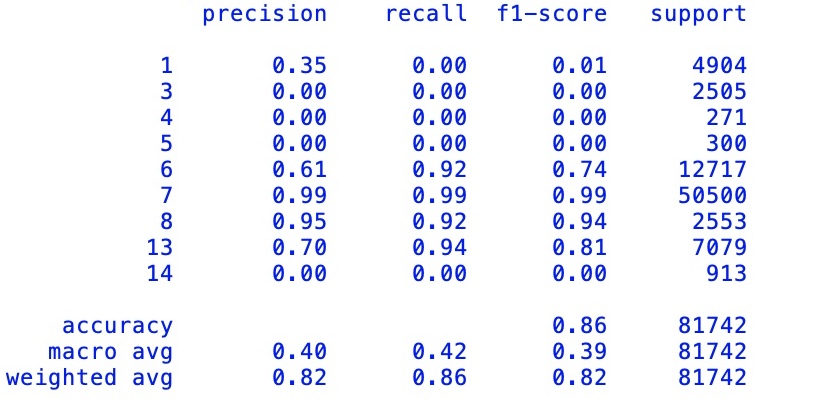 precision recall f1-score support
1 0.35 0.00 0.01 4904
3 0.00 0.00 0.00 2505
4 0.00 0.00 0.00 271
5 0.00 0.00 0.00 300
6 0.61 0.92 0.74 12717
7 0.99 0.99 0.99 50500
8 0.95 0.92 0.94 2553
13 0.70 0.94 0.81 7079
14 0.00 0.00 0.00 913
accuracy 0.86 81742
macro avg 0.40 0.42 0.39 81742
weighted avg 0.82 0.86 0.82 81742